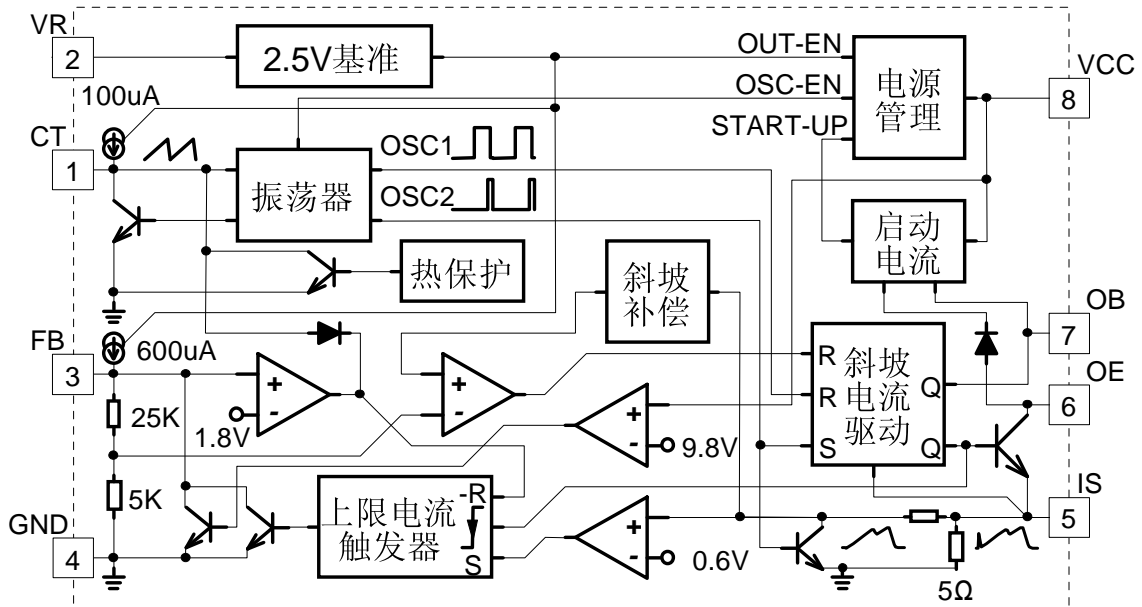 VR
2
2.5V基准
OUT-EN
OSC-EN
START-UP
电源
管理
VCC
8
100uA
CT
1
振荡器
OSC1
OSC2
热保护
斜坡
补偿
启动
电流
OB
7
FB
3
600uA
25K
5K
+
-
1.8V
+
-
+
-
9.8V
R
R
S
斜坡
电流
驱动
Q
Q
OE
6
IS
5
GND
4
上限电流
触发器
-R
S
+
-
0.6V
5Ω